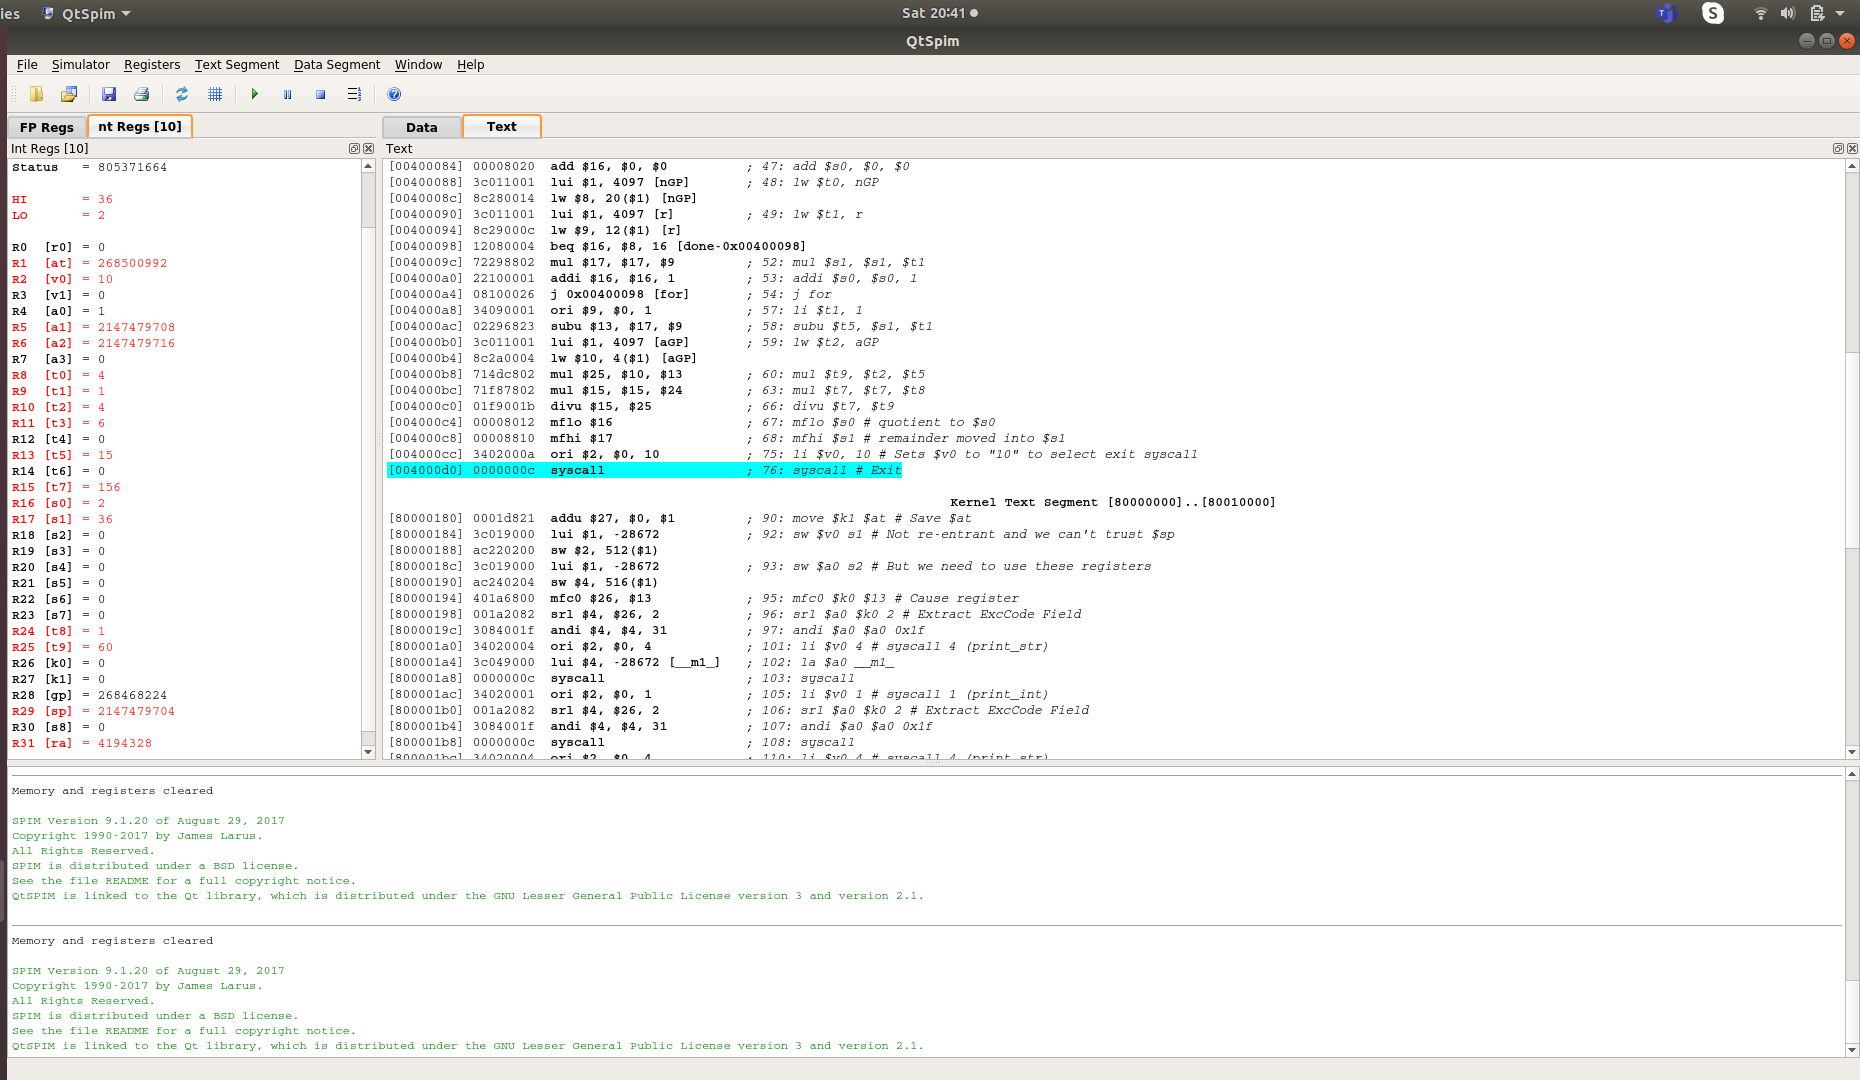 ies QtSpim Sat 20:41
QtSpim
File Simulator Registers Text Segment Data Segment Window Help
FP Regs nt Regs [10] Data Text
Int Regs [10]
Status = 805371664
HI = 36
LO = 2
R0 [r0] = 0
R1 [at] = 268500992
R2 [v0] = 10
R3 [v1] = 0
R4 [a0] = 1
R5 [a1] = 2147479708
R6 [a2] = 2147479716
R7 [a3] = 0
R8 [t0] = 4
R9 [t1] = 1
R10 [t2] = 4
R11 [t3] = 6
R12 [t4] = 0
R13 [t5] = 15
R14 [t6] = 0
R15 [t7] = 156
R16 [s0] = 2
R17 [s1] = 36
R18 [s2] = 0
R19 [s3] = 0
R20 [s4] = 0
R21 [s5] = 0
R22 [s6] = 0
R23 [s7] = 0
R24 [t8] = 1
R25 [t9] = 60
R26 [k0] = 0
R27 [k1] = 0
R28 [gp] = 268468224
R29 [sp] = 2147479704
R30 [s8] = 0
R31 [ra] = 4194328
Text
[00400084] 00008020 add $16, $0, $0 ; 47: add $s0, $0, $0
[00400088] 3c011001 lui $1, 4097 [nGP] ; 48: lw $t0, nGP
[0040008c] 8c280014 lw $8, 20($1) [nGP]
[00400090] 3c011001 lui $1, 4097 [r] ; 49: lw $t1, r
[00400094] 8c29000c lw $9, 12($1) [r]
[00400098] 12080004 beq $16, $8, 16 [done-0x00400098]
[0040009c] 72298802 mul $17, $17, $9 ; 52: mul $s1, $s1, $t1
[004000a0] 22100001 addi $16, $16, 1 ; 53: addi $s0, $s0, 1
[004000a4] 08100026 j 0x00400098 [for] ; 54: j for
[004000a8] 34090001 ori $9, $0, 1 ; 57: li $t1, 1
[004000ac] 02296823 subu $13, $17, $9 ; 58: subu $t5, $s1, $t1
[004000b0] 3c011001 lui $1, 4097 [aGP] ; 59: lw $t2, aGP
[004000b4] 8c2a0004 lw $10, 4($1) [aGP]
[004000b8] 714dc802 mul $25, $10, $13 ; 60: mul $t9, $t2, $t5
[004000bc] 71f87802 mul $15, $15, $24 ; 63: mul $t7, $t7, $t8
[004000c0] 01f9001b divu $15, $25 ; 66: divu $t7, $t9
[004000c4] 00008012 mflo $16 ; 67: mflo $s0 # quotient to $s0
[004000c8] 00008810 mfhi $17 ; 68: mfhi $s1 # remainder moved into $s1
[004000cc] 3402000a ori $2, $0, 10 ; 75: li $v0, 10 # Sets $v0 to "10" to select exit syscall
[004000d0] 0000000c syscall ; 76: syscall # Exit
Kernel Text Segment [80000000]..[80010000]
[80000180] 0001d821 addu $27, $0, $1 ; 90: move $k1 $at # Save $at
[80000184] 3c019000 lui $1, -28672 ; 92: sw $v0 s1 # Not re-entrant and we can't trust $sp
[80000188] ac220200 sw $2, 512($1)
[8000018c] 3c019000 lui $1, -28672 ; 93: sw $a0 s2 # But we need to use these registers
[80000190] ac240204 sw $4, 516($1)
[80000194] 401a6800 mfc0 $26, $13 ; 95: mfc0 $k0 $13 # Cause register
[80000198] 001a2082 srl $4, $26, 2 ; 96: srl $a0 $k0 2 # Extract ExcCode Field
[8000019c] 3084001f andi $4, $4, 31 ; 97: andi $a0 $a0 0x1f
[800001a0] 34020004 ori $2, $0, 4 ; 101: li $v0 4 # syscall 4 (print_str)
[800001a4] 3c049000 lui $4, -28672 [__m1_] ; 102: la $a0 __m1_
[800001a8] 0000000c syscall ; 103: syscall
[800001ac] 34020001 ori $2, $0, 1 ; 105: li $v0 1 # syscall 1 (print_int)
[800001b0] 001a2082 srl $4, $26, 2 ; 106: srl $a0 $k0 2 # Extract ExcCode Field
[800001b4] 3084001f andi $4, $4, 31 ; 107: andi $a0 $a0 0x1f
[800001b8] 0000000c syscall ; 108: syscall
[800001bc] 34020004 ori $2, $0, 4 ; 110: li $v0 4 # syscall 4 (print_str)
Memory and registers cleared
SPIM Version 9.1.20 of August 29, 2017
Copyright 1990-2017 by James Larus.
All Rights Reserved.
SPIM is distributed under a BSD license.
See the file README for a full copyright notice.
QtSPIM is linked to the Qt library, which is distributed under the GNU Lesser General Public License version 3 and version 2.1.
Memory and registers cleared
SPIM Version 9.1.20 of August 29, 2017
Copyright 1990-2017 by James Larus.
All Rights Reserved.
SPIM is distributed under a BSD license.
See the file README for a full copyright notice.
QtSPIM is linked to the Qt library, which is distributed under the GNU Lesser General Public License version 3 and version 2.1.